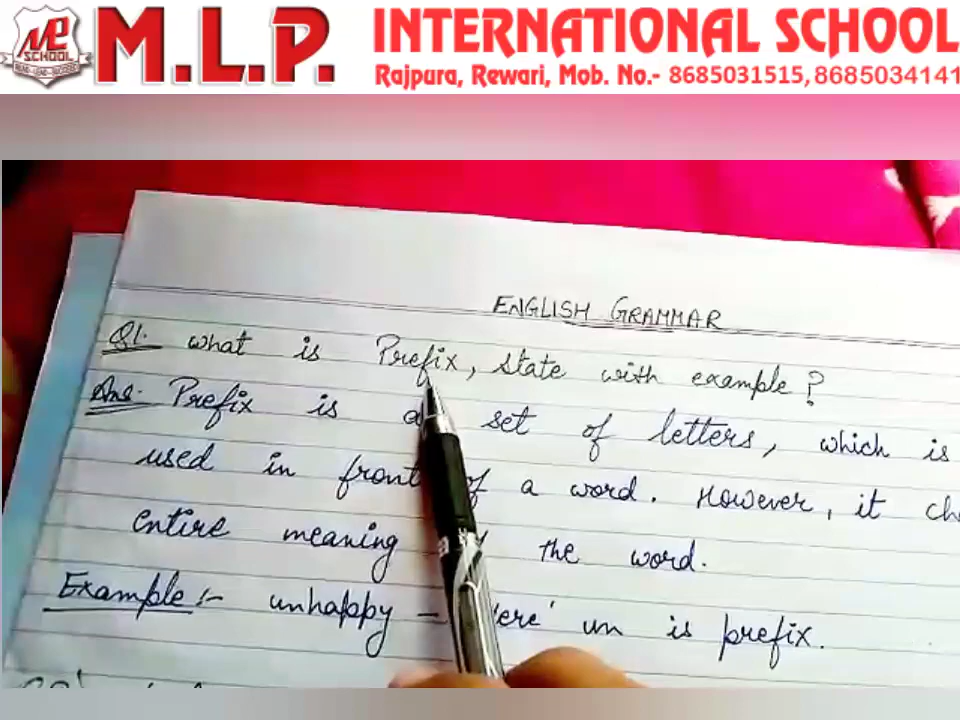 M.L.P. INTERNATIONAL SCHOOL
SCHOOL
Rajpura, Rewari, Mob. No.- 8685031515, 8685034141
ENGLISH GRAMMAR
Q1. What is Prefix, state with example?
Ans:- Prefix is a set of letters, which is
used in front of a word. However, it
entire meaning the word.
Example :- unhappy - un is prefix.